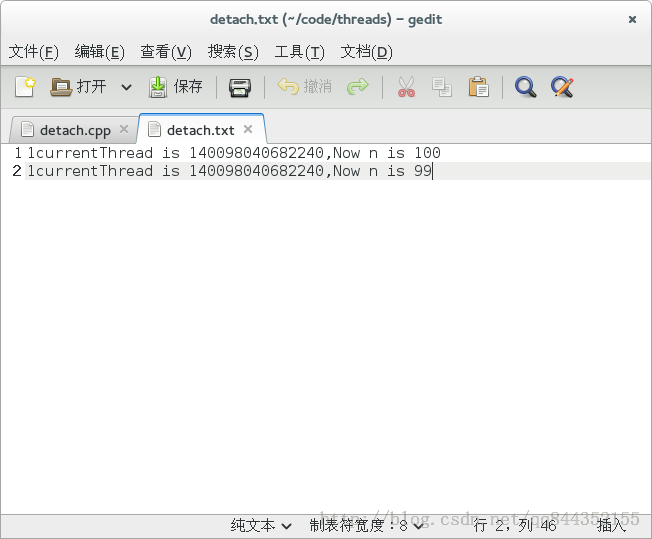 detach.txt (~/code/threads) – gedit
文件(F) 编辑(E) 查看(V) 搜索(S) 工具(T) 文档(D)
打开 保存 撤消
detach.cpp detach.txt
1 1currentThread is 140098040682240,Now n is 100
2 1currentThread is 140098040682240,Now n is 99
http://blog.csdn.net/qq844352155
纯文本 制表符宽度：8 行 2，列 46 插入